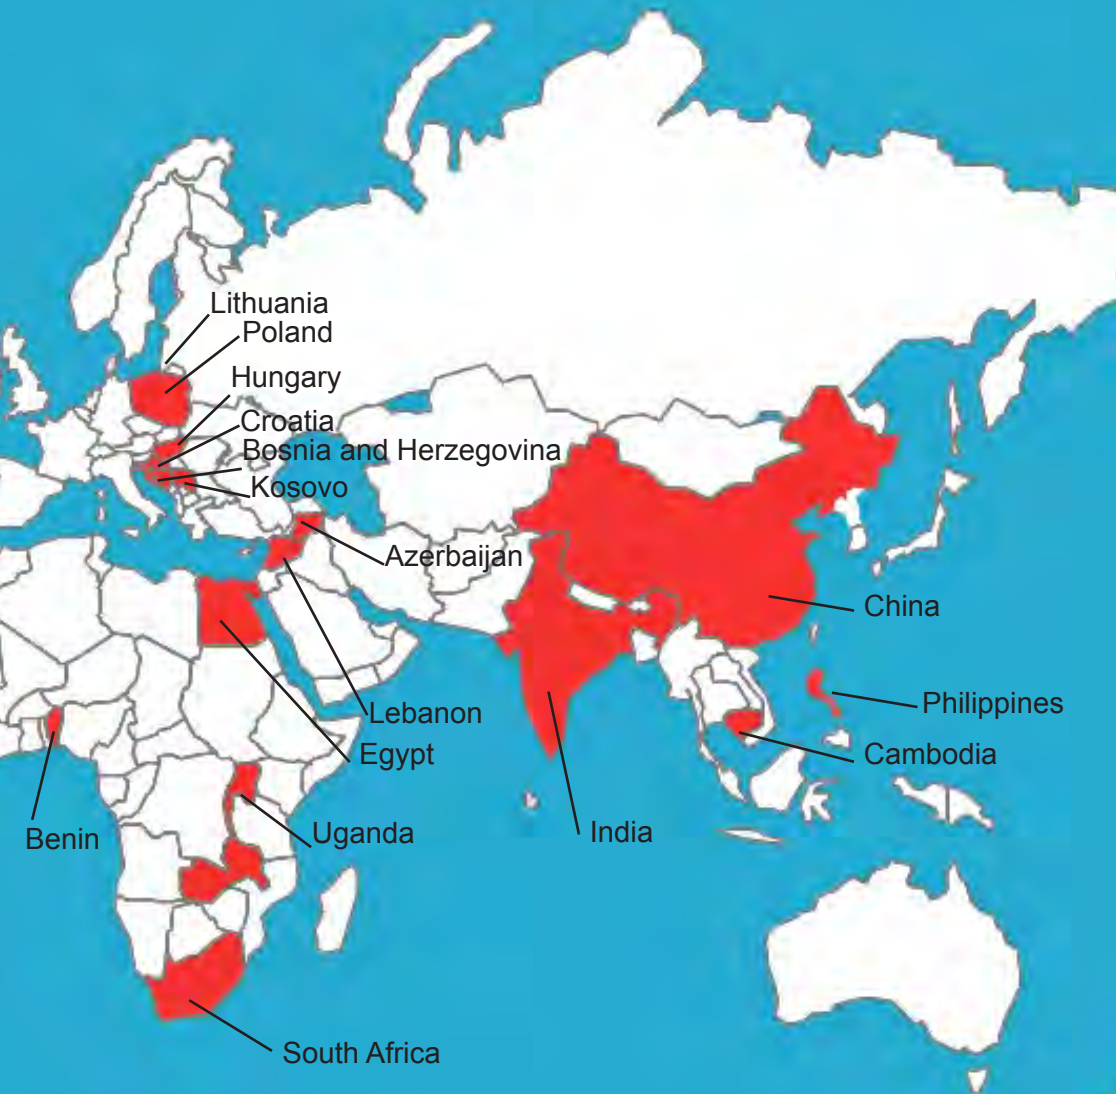 Lithuania
Poland
Hungary
Croatia
Bosnia and Herzegovina
Kosovo
Azerbaijan
China
Philippines
Lebanon
Egypt
Cambodia
Benin
Uganda
India
South Africa